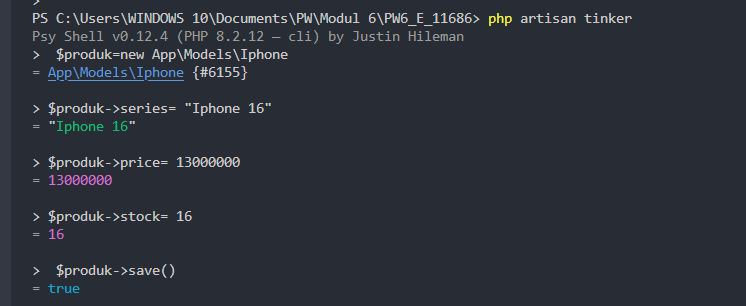 >
PS C:\Users\WINDOWS 10\Documents\PW\Modul 6\PW6_E_11686> php artisan tinker
Psy Shell v0.12.4 (PHP 8.2.12 — cli) by Justin Hileman
>  $produk=new App\Models\Iphone
= App\Models\Iphone {#6155}
> $produk->series= "Iphone 16"
= "Iphone 16"
> $produk->price= 13000000
= 13000000
> $produk->stock= 16
= 16
>  $produk->save()
= true